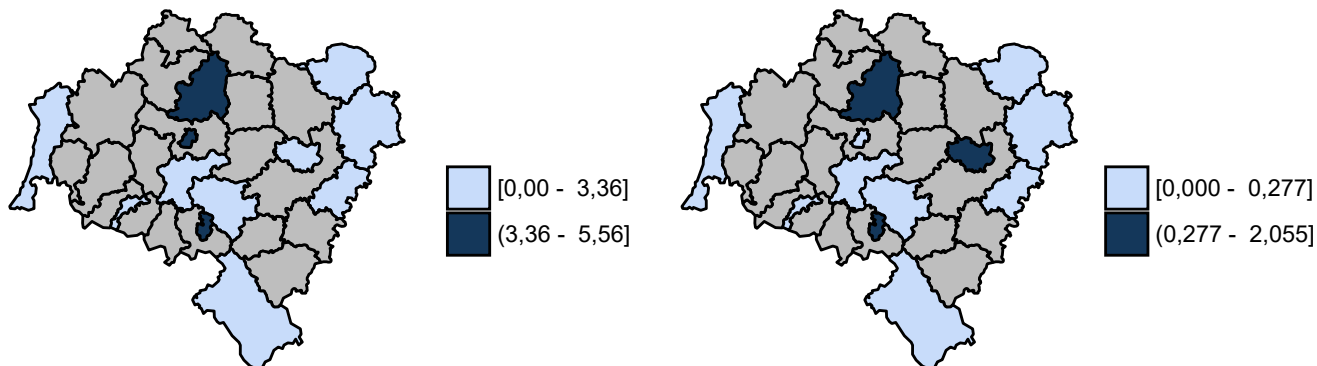 [0,00 - 3,36]
(3,36 - 5,56]
[0,000 - 0,277]
(0,277 - 2,055]